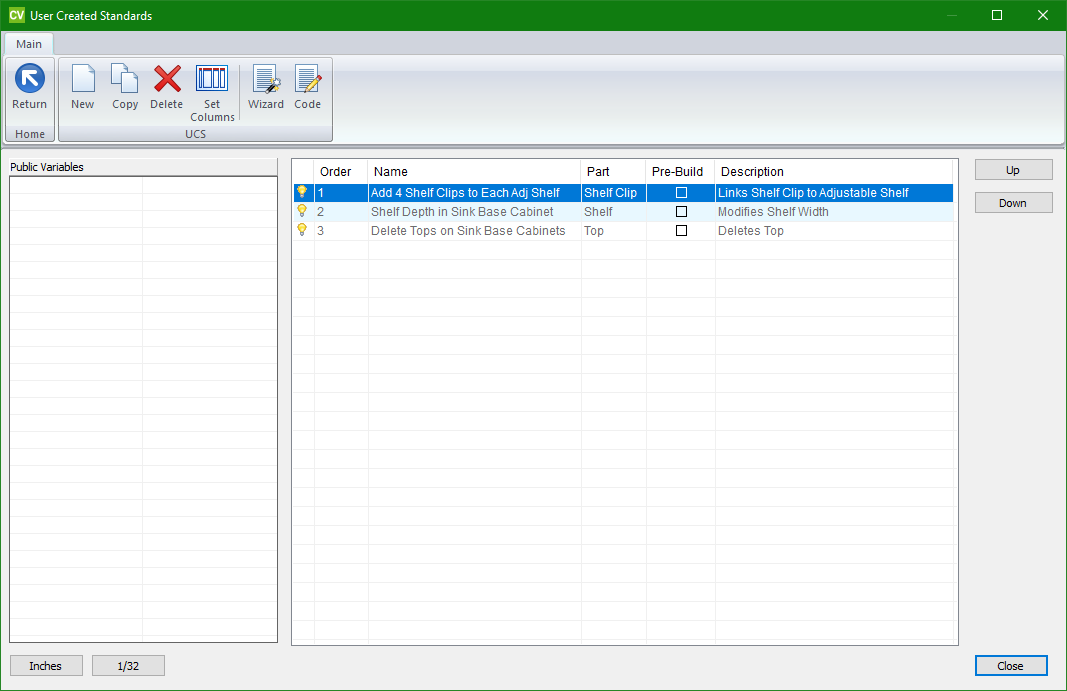 CV User Created Standards
Main
Return
New
Copy
Delete
Set
Columns
Wizard
Code
Home
UCS
Public Variables
Order Name Part Pre-Build Description
1 Add 4 Shelf Clips to Each Adj Shelf Shelf Clip Links Shelf Clip to Adjustable Shelf
2 Shelf Depth in Sink Base Cabinet Shelf Modifies Shelf Width
3 Delete Tops on Sink Base Cabinets Top Deletes Top
Up
Down
Inches
1/32
Close